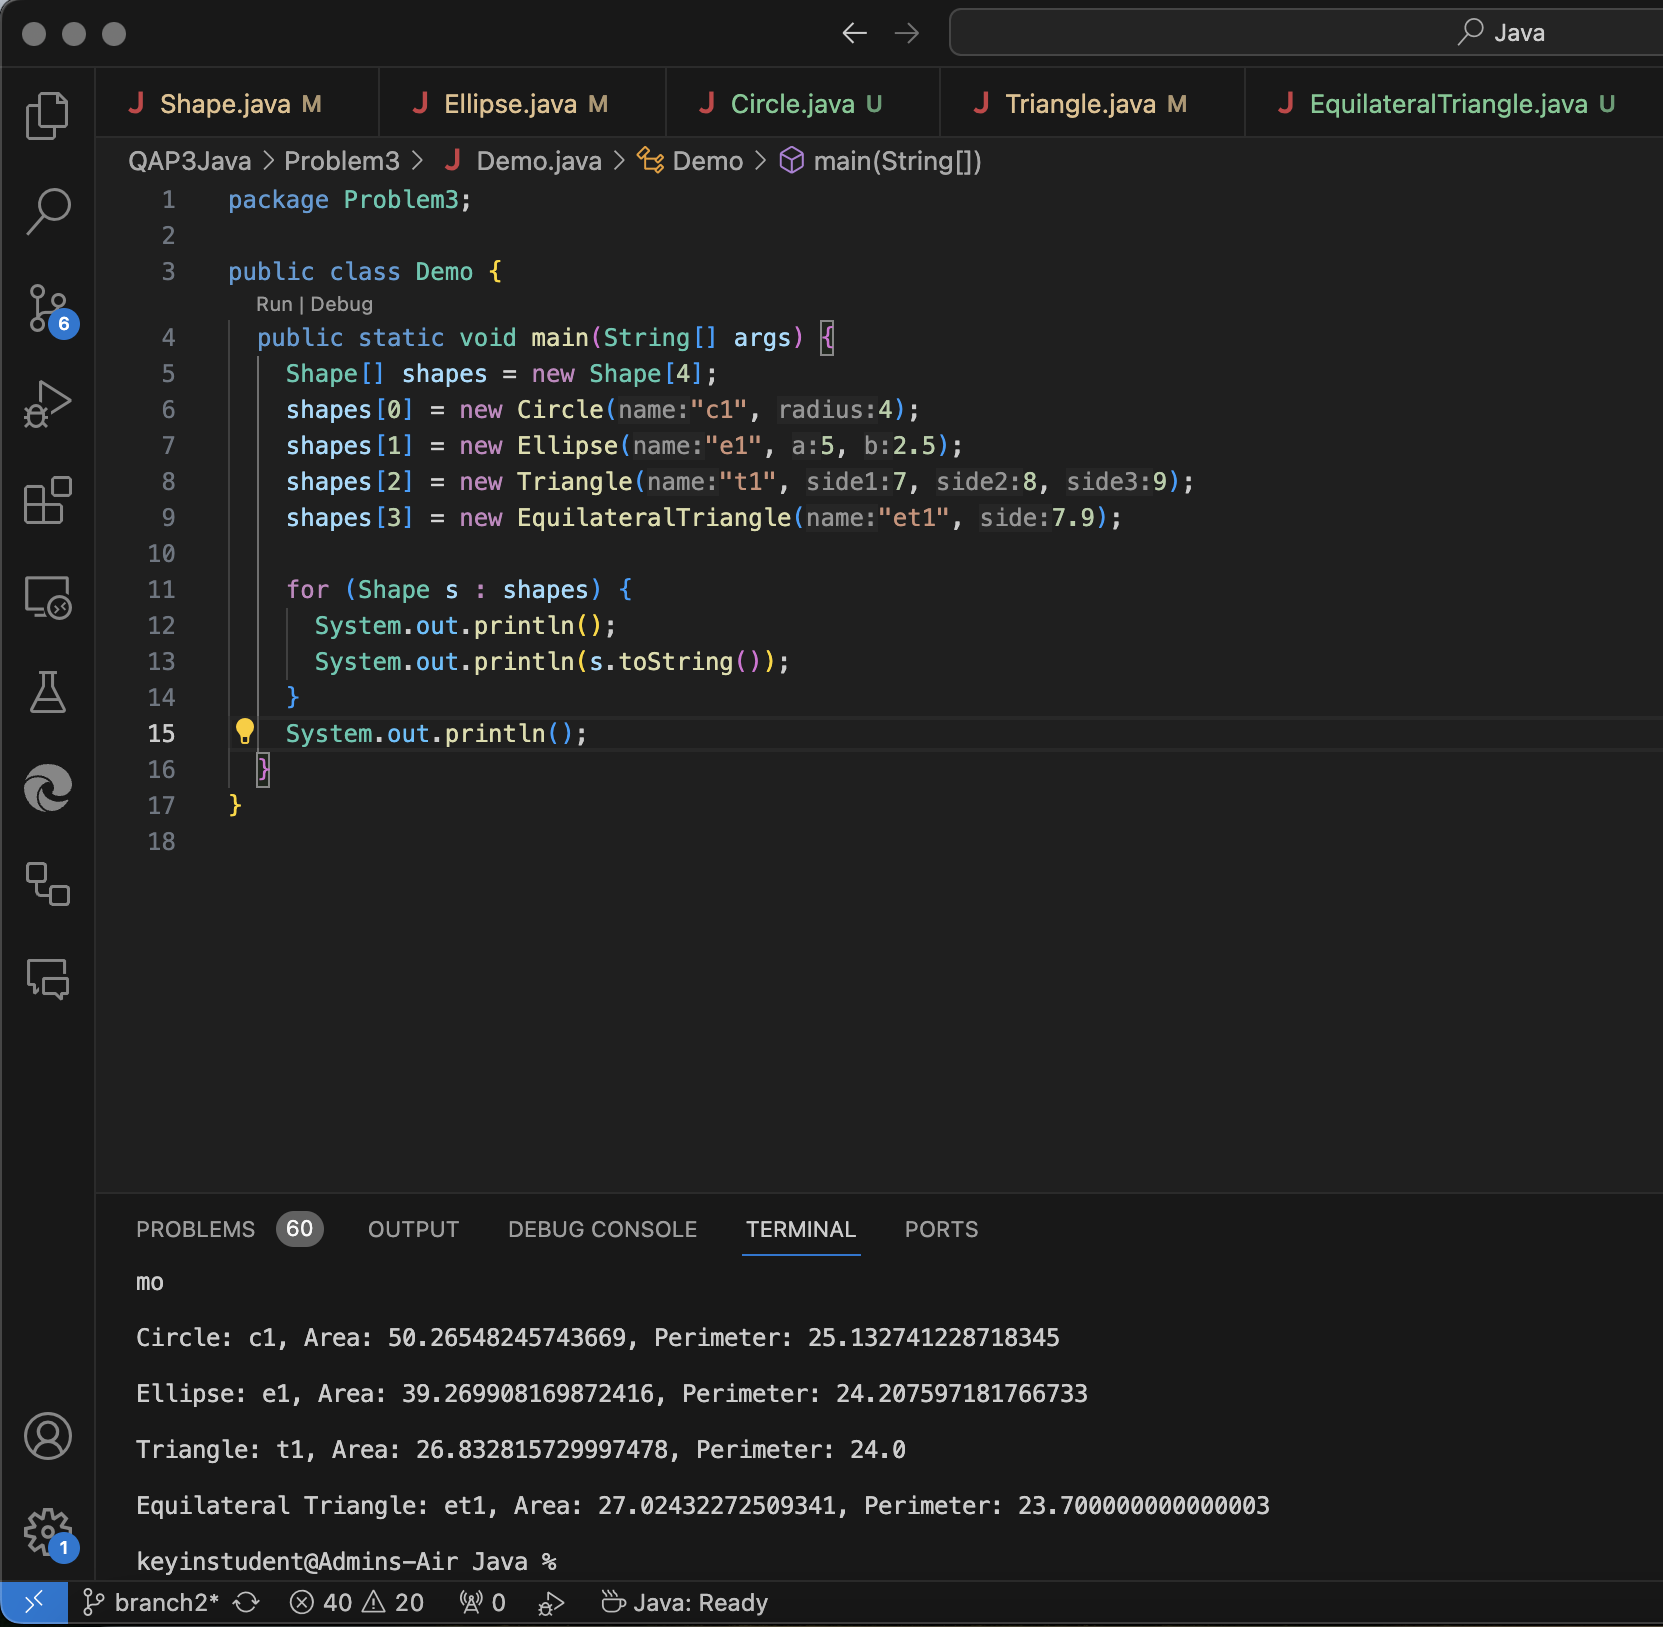 Java
Shape.java M Ellipse.java M Circle.java U Triangle.java M EquilateralTriangle.java U
QAP3Java > Problem3 > Demo.java > Demo > main(String[])
1 package Problem3;
2
3 public class Demo {
Run | Debug
4 public static void main(String[] args) {
5 Shape[] shapes = new Shape[4];
6 shapes[0] = new Circle(name:"c1", radius:4);
7 shapes[1] = new Ellipse(name:"e1", a:5, b:2.5);
8 shapes[2] = new Triangle(name:"t1", side1:7, side2:8, side3:9);
9 shapes[3] = new EquilateralTriangle(name:"et1", side:7.9);
10
11 for (Shape s : shapes) {
12 System.out.println();
13 System.out.println(s.toString());
14 }
15 System.out.println();
16 }
17 }
18
6
PROBLEMS 60 OUTPUT DEBUG CONSOLE TERMINAL PORTS
mo
Circle: c1, Area: 50.26548245743669, Perimeter: 25.132741228718345
Ellipse: e1, Area: 39.269908169872416, Perimeter: 24.207597181766733
Triangle: t1, Area: 26.832815729997478, Perimeter: 24.0
Equilateral Triangle: et1, Area: 27.02432272509341, Perimeter: 23.700000000000003
keyinstudent@Admins-Air Java %
1
branch2* 40 20 0 Java: Ready